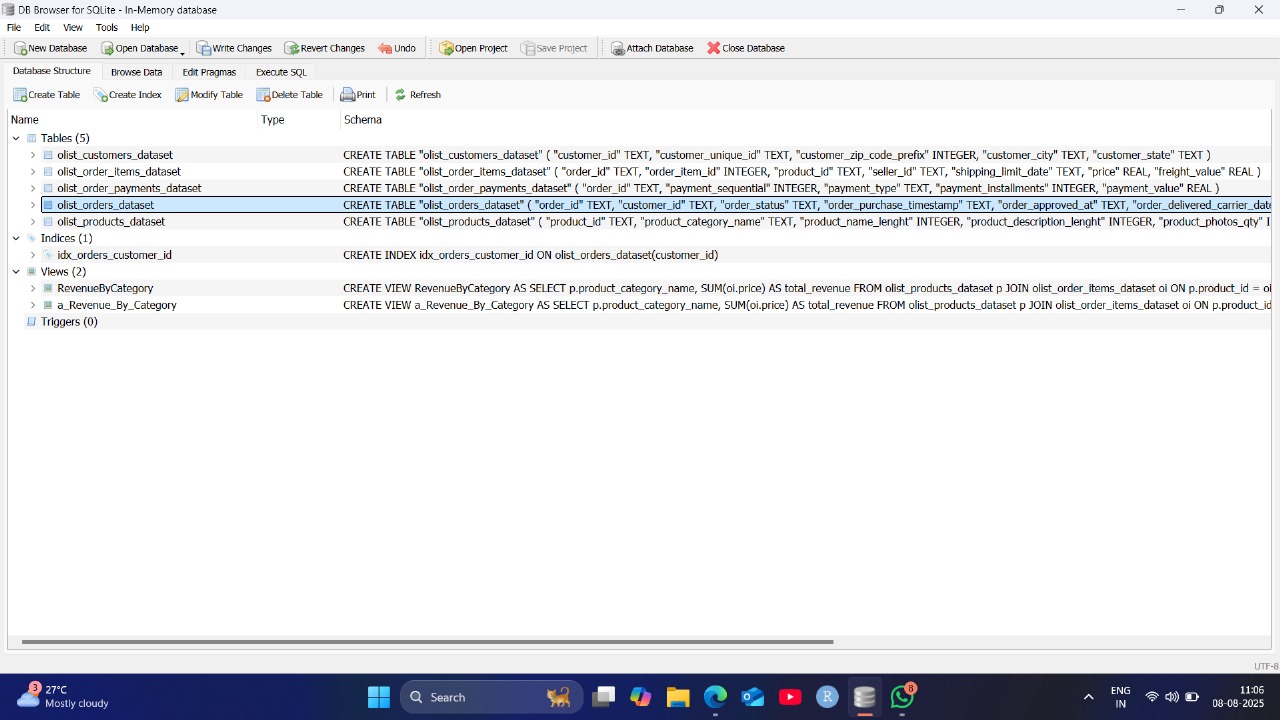 DB Browser for SQLite - In-Memory database
File Edit View Tools Help
New Database Open Database Write Changes Revert Changes Undo Open Project Save Project Attach Database Close Database
Database Structure Browse Data Edit Pragmas Execute SQL
Create Table Create Index Modify Table Delete Table Print Refresh
Name Type Schema
Tables (5)
olist_customers_dataset CREATE TABLE "olist_customers_dataset" ( "customer_id" TEXT, "customer_unique_id" TEXT, "customer_zip_code_prefix" INTEGER, "customer_city" TEXT, "customer_state" TEXT )
olist_order_items_dataset CREATE TABLE "olist_order_items_dataset" ( "order_id" TEXT, "order_item_id" INTEGER, "product_id" TEXT, "seller_id" TEXT, "shipping_limit_date" TEXT, "price" REAL, "freight_value" REAL )
olist_order_payments_dataset CREATE TABLE "olist_order_payments_dataset" ( "order_id" TEXT, "payment_sequential" INTEGER, "payment_type" TEXT, "payment_installments" INTEGER, "payment_value" REAL )
olist_orders_dataset CREATE TABLE "olist_orders_dataset" ( "order_id" TEXT, "customer_id" TEXT, "order_status" TEXT, "order_purchase_timestamp" TEXT, "order_approved_at" TEXT, "order_delivered_carrier_date
olist_products_dataset CREATE TABLE "olist_products_dataset" ( "product_id" TEXT, "product_category_name" TEXT, "product_name_lenght" INTEGER, "product_description_lenght" INTEGER, "product_photos_qty" I
Indices (1)
idx_orders_customer_id CREATE INDEX idx_orders_customer_id ON olist_orders_dataset(customer_id)
Views (2)
RevenueByCategory CREATE VIEW RevenueByCategory AS SELECT p.product_category_name, SUM(oi.price) AS total_revenue FROM olist_products_dataset p JOIN olist_order_items_dataset oi ON p.product_id = oi
a_Revenue_By_Category CREATE VIEW a_Revenue_By_Category AS SELECT p.product_category_name, SUM(oi.price) AS total_revenue FROM olist_products_dataset p JOIN olist_order_items_dataset oi ON p.product_id
Triggers (0)
UTF-8
3 27°C
Mostly cloudy
Search
R
8
ENG
IN
11:06
08-08-2025